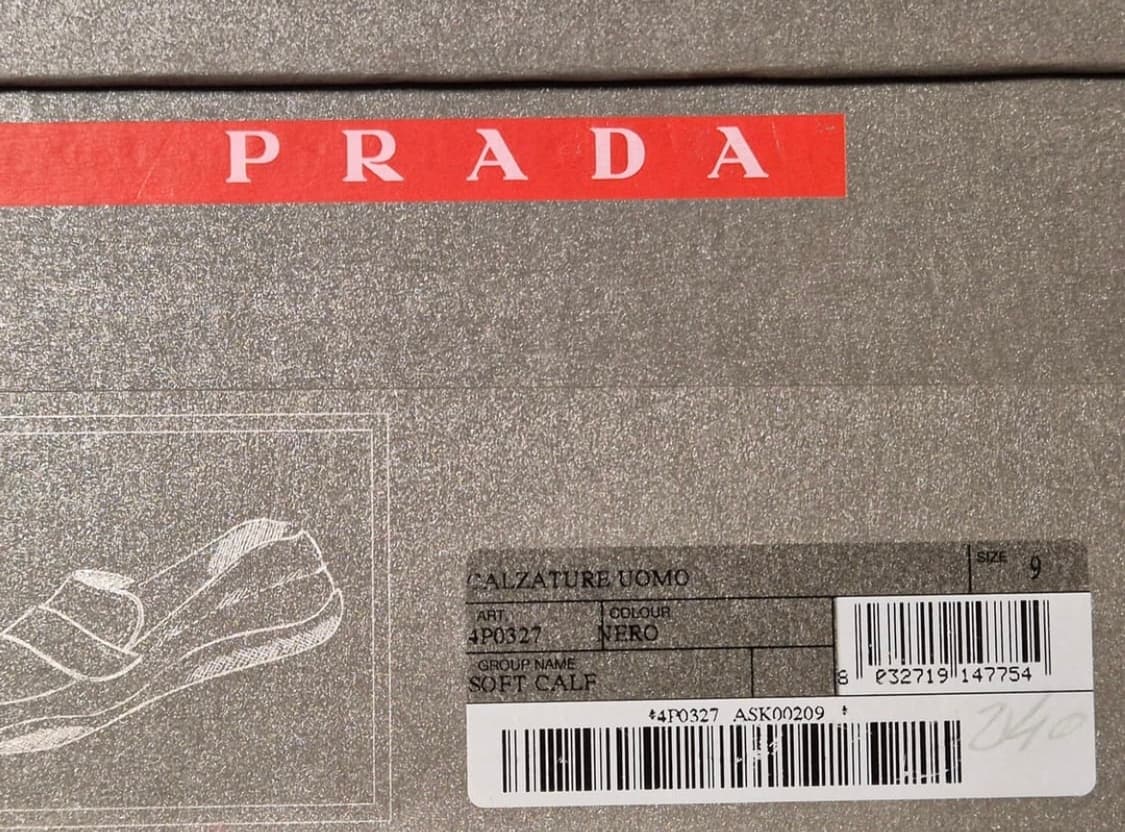 PRADA
CALZATURE UOMO
SIZE 9
ART. COLOUR
4P0327 NERO
GROUP NAME
SOFT CALF
8 032719 147754
*4P0327 ASK00209 *
240